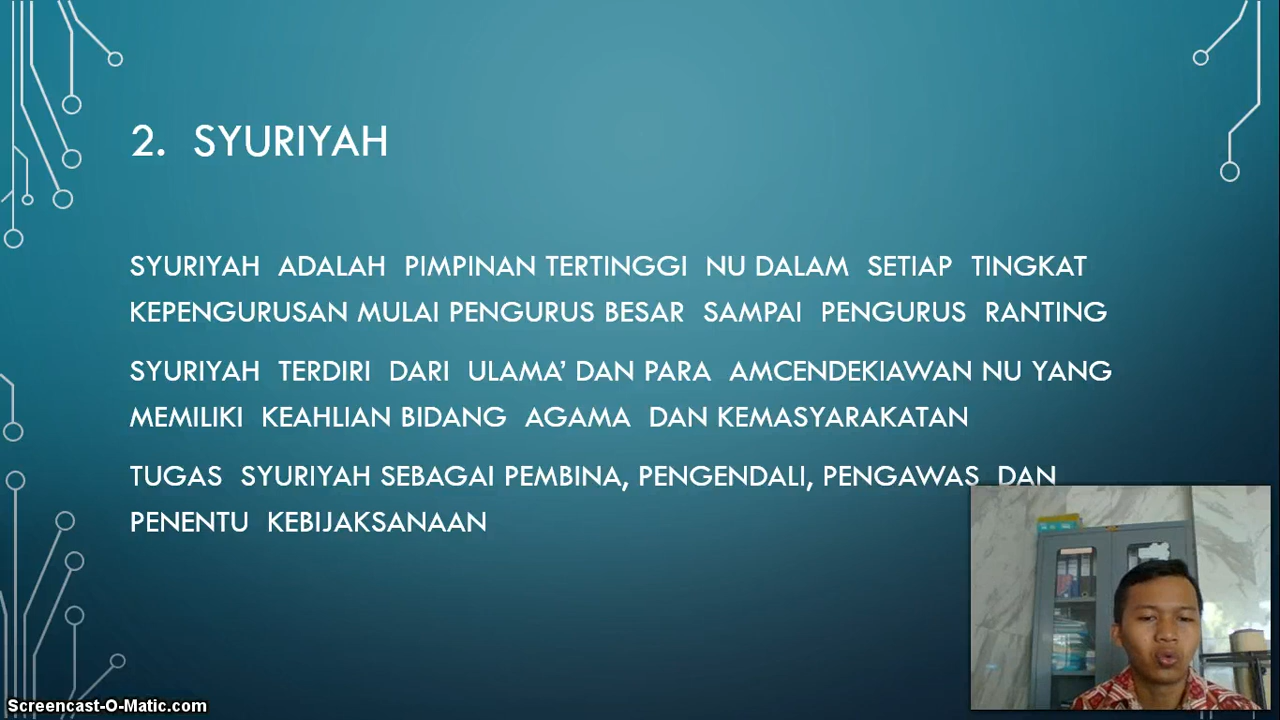 2. SYURIYAH
SYURIYAH ADALAH PIMPINAN TERTINGGI NU DALAM SETIAP TINGKAT
KEPENGURUSAN MULAI PENGURUS BESAR SAMPAI PENGURUS RANTING
SYURIYAH TERDIRI DARI ULAMA’ DAN PARA AMCENDEKIAWAN NU YANG
MEMILIKI KEAHLIAN BIDANG AGAMA DAN KEMASYARAKATAN
TUGAS SYURIYAH SEBAGAI PEMBINA, PENGENDALI, PENGAWAS DAN
PENENTU KEBIJAKSANAAN
Screencast-O-Matic.com